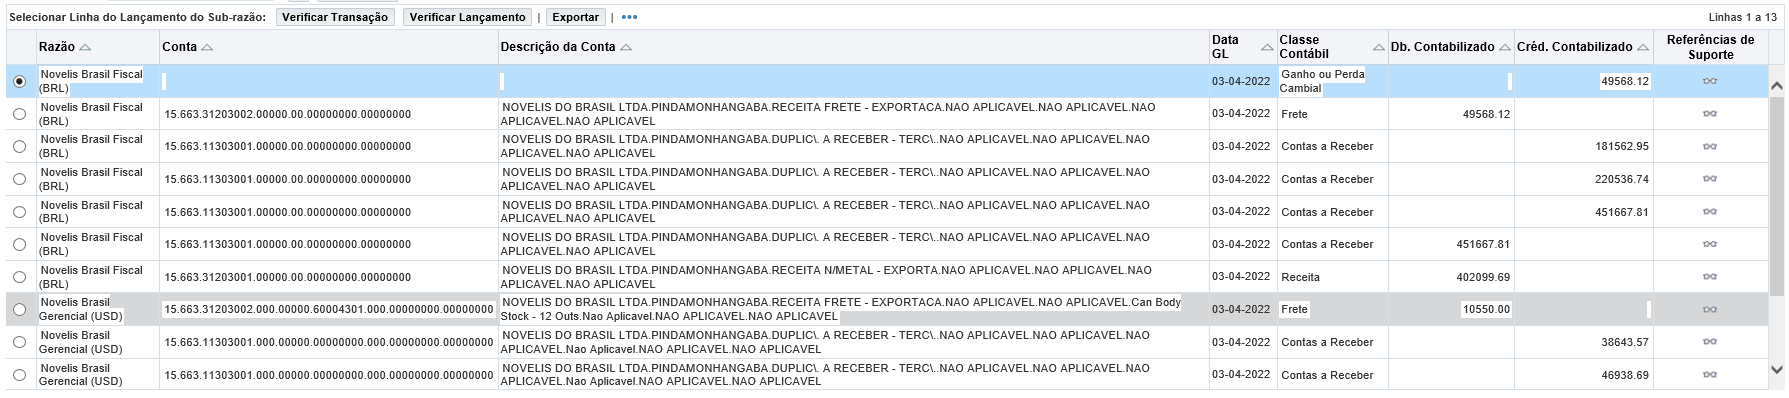 Selecionar Linha do Lançamento do Sub-razão: Verificar Transação Verificar Lançamento | Exportar | ••• Linhas 1 a 13
Razão Conta Descrição da Conta Data GL Classe Contábil Db. Contabilizado Créd. Contabilizado Referências de Suporte
Novelis Brasil Fiscal (BRL) 03-04-2022 Ganho ou Perda Cambial 49568.12
Novelis Brasil Fiscal (BRL) 15.663.31203002.00000.00.00000000.00000000 NOVELIS DO BRASIL LTDA.PINDAMONHANGABA.RECEITA FRETE - EXPORTACA.NAO APLICAVEL.NAO APLICAVEL.NAO APLICAVEL.NAO APLICAVEL 03-04-2022 Frete 49568.12
Novelis Brasil Fiscal (BRL) 15.663.11303001.00000.00.00000000.00000000 NOVELIS DO BRASIL LTDA.PINDAMONHANGABA.DUPLIC\. A RECEBER - TERC\..NAO APLICAVEL.NAO APLICAVEL.NAO APLICAVEL.NAO APLICAVEL 03-04-2022 Contas a Receber 181562.95
Novelis Brasil Fiscal (BRL) 15.663.11303001.00000.00.00000000.00000000 NOVELIS DO BRASIL LTDA.PINDAMONHANGABA.DUPLIC\. A RECEBER - TERC\..NAO APLICAVEL.NAO APLICAVEL.NAO APLICAVEL.NAO APLICAVEL 03-04-2022 Contas a Receber 220536.74
Novelis Brasil Fiscal (BRL) 15.663.11303001.00000.00.00000000.00000000 NOVELIS DO BRASIL LTDA.PINDAMONHANGABA.DUPLIC\. A RECEBER - TERC\..NAO APLICAVEL.NAO APLICAVEL.NAO APLICAVEL.NAO APLICAVEL 03-04-2022 Contas a Receber 451667.81
Novelis Brasil Fiscal (BRL) 15.663.11303001.00000.00.00000000.00000000 NOVELIS DO BRASIL LTDA.PINDAMONHANGABA.DUPLIC\. A RECEBER - TERC\..NAO APLICAVEL.NAO APLICAVEL.NAO APLICAVEL.NAO APLICAVEL 03-04-2022 Contas a Receber 451667.81
Novelis Brasil Fiscal (BRL) 15.663.31203001.00000.00.00000000.00000000 NOVELIS DO BRASIL LTDA.PINDAMONHANGABA.RECEITA N/METAL - EXPORTA.NAO APLICAVEL.NAO APLICAVEL.NAO APLICAVEL.NAO APLICAVEL 03-04-2022 Receita 402099.69
Novelis Brasil Gerencial (USD) 15.663.31203002.000.00000.60004301.000.00000000.00000000 NOVELIS DO BRASIL LTDA.PINDAMONHANGABA.RECEITA FRETE - EXPORTACA.NAO APLICAVEL.NAO APLICAVEL.Can Body Stock - 12 Outs.Nao Aplicavel.NAO APLICAVEL.NAO APLICAVEL 03-04-2022 Frete 10550.00
Novelis Brasil Gerencial (USD) 15.663.11303001.000.00000.00000000.000.00000000.00000000 NOVELIS DO BRASIL LTDA.PINDAMONHANGABA.DUPLIC\. A RECEBER - TERC\..NAO APLICAVEL.NAO APLICAVEL.NAO APLICAVEL.Nao Aplicavel.NAO APLICAVEL.NAO APLICAVEL 03-04-2022 Contas a Receber 38643.57
Novelis Brasil Gerencial (USD) 15.663.11303001.000.00000.00000000.000.00000000.00000000 NOVELIS DO BRASIL LTDA.PINDAMONHANGABA.DUPLIC\. A RECEBER - TERC\..NAO APLICAVEL.NAO APLICAVEL.NAO APLICAVEL.Nao Aplicavel.NAO APLICAVEL.NAO APLICAVEL 03-04-2022 Contas a Receber 46938.69